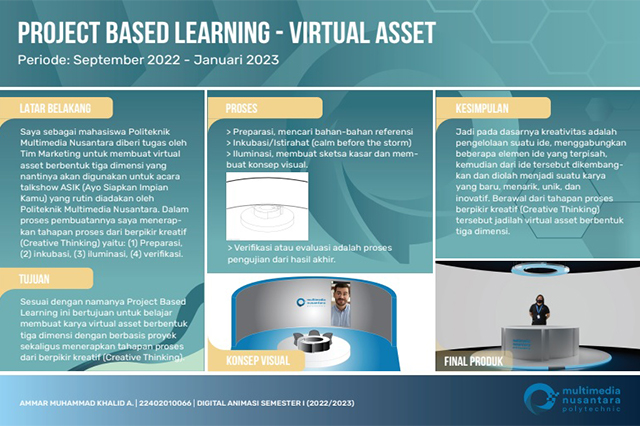 PROJECT BASED LEARNING - VIRTUAL ASSET
Periode: September 2022 - Januari 2023
LATAR BELAKANG
Saya sebagai mahasiswa Politeknik
Multimedia Nusantara diberi tugas oleh
Tim Marketing untuk membuat virtual
asset prbentuk tiga dimensi yang
nantinya akan digunakan untuk acara
talkshow ASIK (Ayo Siapkan Impian
Kamu) yang rutin diadakan oleh
Politeknik Multimedia Nusantara. Dalam
proses pembuatannya saya menerap-
kan tahapan proses dari berpikir kreatif
(Creative Thinking) yaitu: (1) Preparasi,
(2) inkubasi, (3) iluminasi, (4) verifikasi.
TUJUAN
Sesuai dengan namanya Project Based
Learning ini bertujuan untuk belajar
membuat karya virtual asset berbentuk
tiga dimensi dengan berbasis proyek
sekaligus menerapkan tahapan proses
dari berpikir kreatif (Creative Thinking)
PROSES
> Preparasi, mencari bahan-bahan referensi
> Inkubasi/Istirahat (calm before the storm)
> Iluminasi, membuat sketsa kasar dan mem-
buat konsep visual.
> Verifikasi atau evaluasi adalah proses
pengujian dari hasil akhir.
multimedia
nusantara
KONSEP VISUAL
KESIMPULAN
Jadi pada dasarnya kreativitas adalah
pengelolaan suatu ide, menggabungkan
beberapa elemen ide yang terpisah,
kemudian dari ide tersebut dikembang-
kan dan diolah menjadi suatu karya
yang baru, menarik, unik, dan
inovatif. Berawal dari tahapan proses
berpikir kreatif (Creative Thinking)
tersebut jadilah virtual asset berbentuk
tiga dimensi.
FINAL PRODUK
AMMAR MUHAMMAD KHALID A. | 22402010066 | DIGITAL ANIMASI SEMESTER I (2022/2023)
multimedia
nusantara
polytechnic